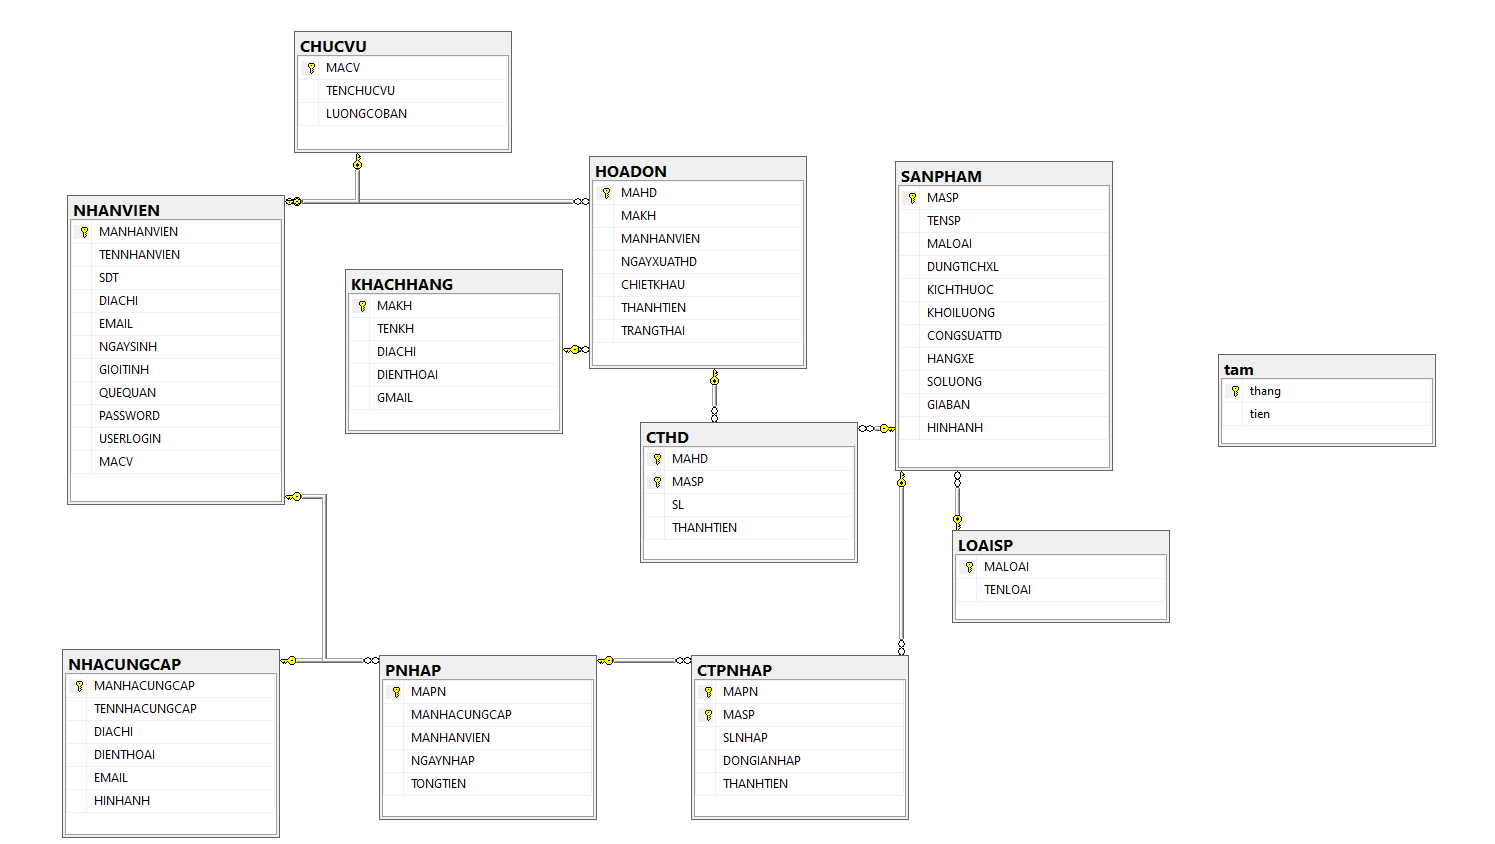 CHUCVU
MACV
TENCHUCVU
LUONGCOBAN
NHANVIEN
MANHANVIEN
TENNHANVIEN
SDT
DIACHI
EMAIL
NGAYSINH
GIOITINH
QUEQUAN
PASSWORD
USERLOGIN
MACV
KHACHHANG
MAKH
TENKH
DIACHI
DIENTHOAI
GMAIL
HOADON
MAHD
MAKH
MANHANVIEN
NGAYXUATHD
CHIETKHAU
THANHTIEN
TRANGTHAI
SANPHAM
MASP
TENSP
MALOAI
DUNGTICHXL
KICHTHUOC
KHOILUONG
CONGSUATTD
HANGXE
SOLUONG
GIABAN
HINHANH
tam
thang
tien
CTHD
MAHD
MASP
SL
THANHTIEN
LOAISP
MALOAI
TENLOAI
NHACUNGCAP
MANHACUNGCAP
TENNHACUNGCAP
DIACHI
DIENTHOAI
EMAIL
HINHANH
PNHAP
MAPN
MANHACUNGCAP
MANHANVIEN
NGAYNHAP
TONGTIEN
CTPNHAP
MAPN
MASP
SLNHAP
DONGIANHAP
THANHTIEN